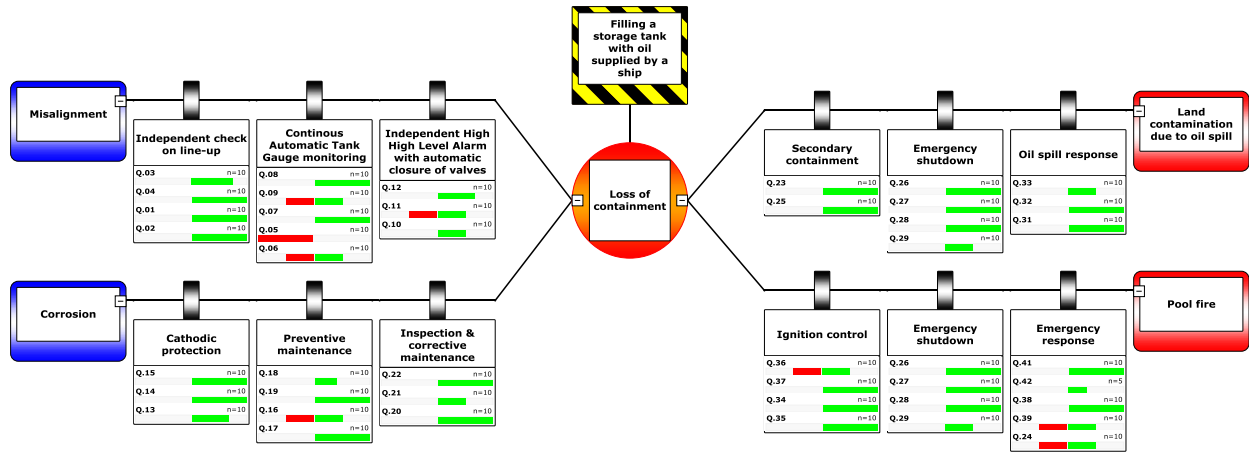 Filling a
storage tank
with oil
supplied by a
ship
Loss of
containment
Misalignment
Independent check
on line-up
Q.03 n=10
Q.04 n=10
Q.01 n=10
Q.02 n=10
Continous
Automatic Tank
Gauge monitoring
Q.08 n=10
Q.09 n=10
Q.07 n=10
Q.05 n=10
Q.06 n=10
Independent High
High Level Alarm
with automatic
closure of valves
Q.12 n=10
Q.11 n=10
Q.10 n=10
Corrosion
Cathodic
protection
Q.15 n=10
Q.14 n=10
Q.13 n=10
Preventive
maintenance
Q.18 n=10
Q.19 n=10
Q.16 n=10
Q.17 n=10
Inspection &
corrective
maintenance
Q.22 n=10
Q.21 n=10
Q.20 n=10
Secondary
containment
Q.23 n=10
Q.25 n=10
Emergency
shutdown
Q.26 n=10
Q.27 n=10
Q.28 n=10
Q.29 n=10
Oil spill response
Q.33 n=10
Q.32 n=10
Q.31 n=10
Land
contamination
due to oil spill
Ignition control
Q.36 n=10
Q.37 n=10
Q.34 n=10
Q.35 n=10
Emergency
shutdown
Q.26 n=10
Q.27 n=10
Q.28 n=10
Q.29 n=10
Emergency
response
Q.41 n=10
Q.42 n=5
Q.38 n=10
Q.39 n=10
Q.24 n=10
Pool fire